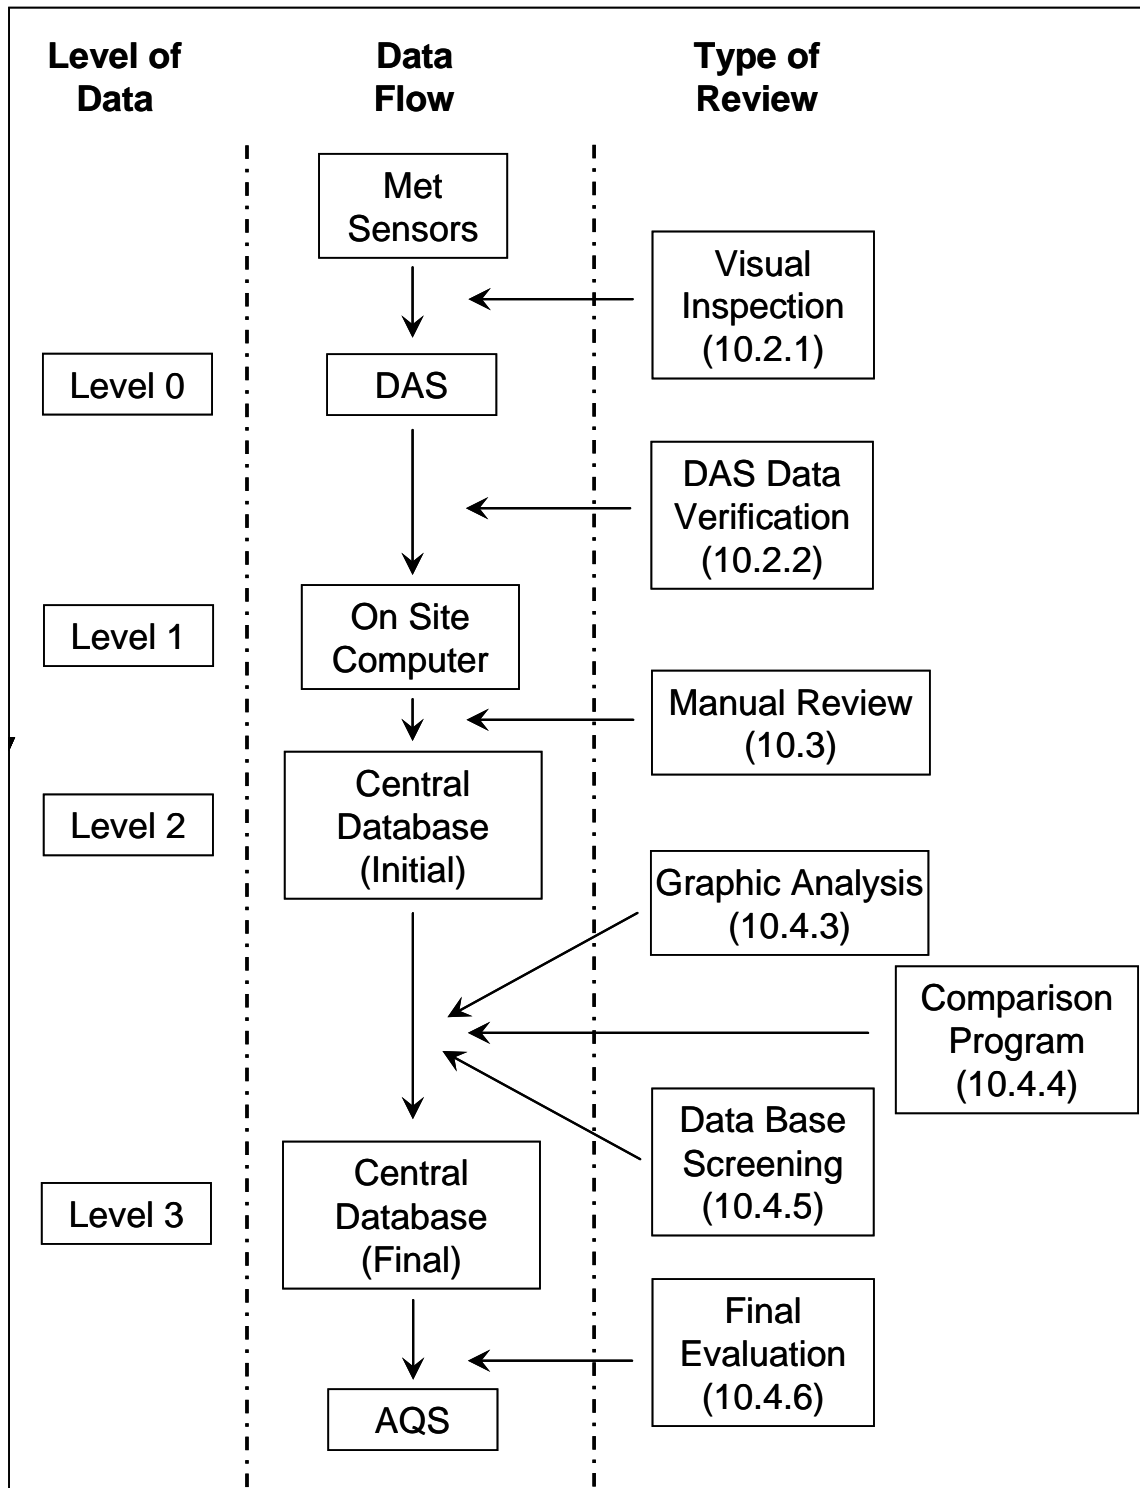 Level of
Data
Data
Flow
Type of
Review
Met
Sensors
Visual
Inspection
(10.2.1)
Level 0
DAS
DAS Data
Verification
(10.2.2)
Level 1
On Site
Computer
Manual Review
(10.3)
Level 2
Central
Database
(Initial)
Graphic Analysis
(10.4.3)
Comparison
Program
(10.4.4)
Data Base
Screening
(10.4.5)
Level 3
Central
Database
(Final)
Final
Evaluation
(10.4.6)
AQS